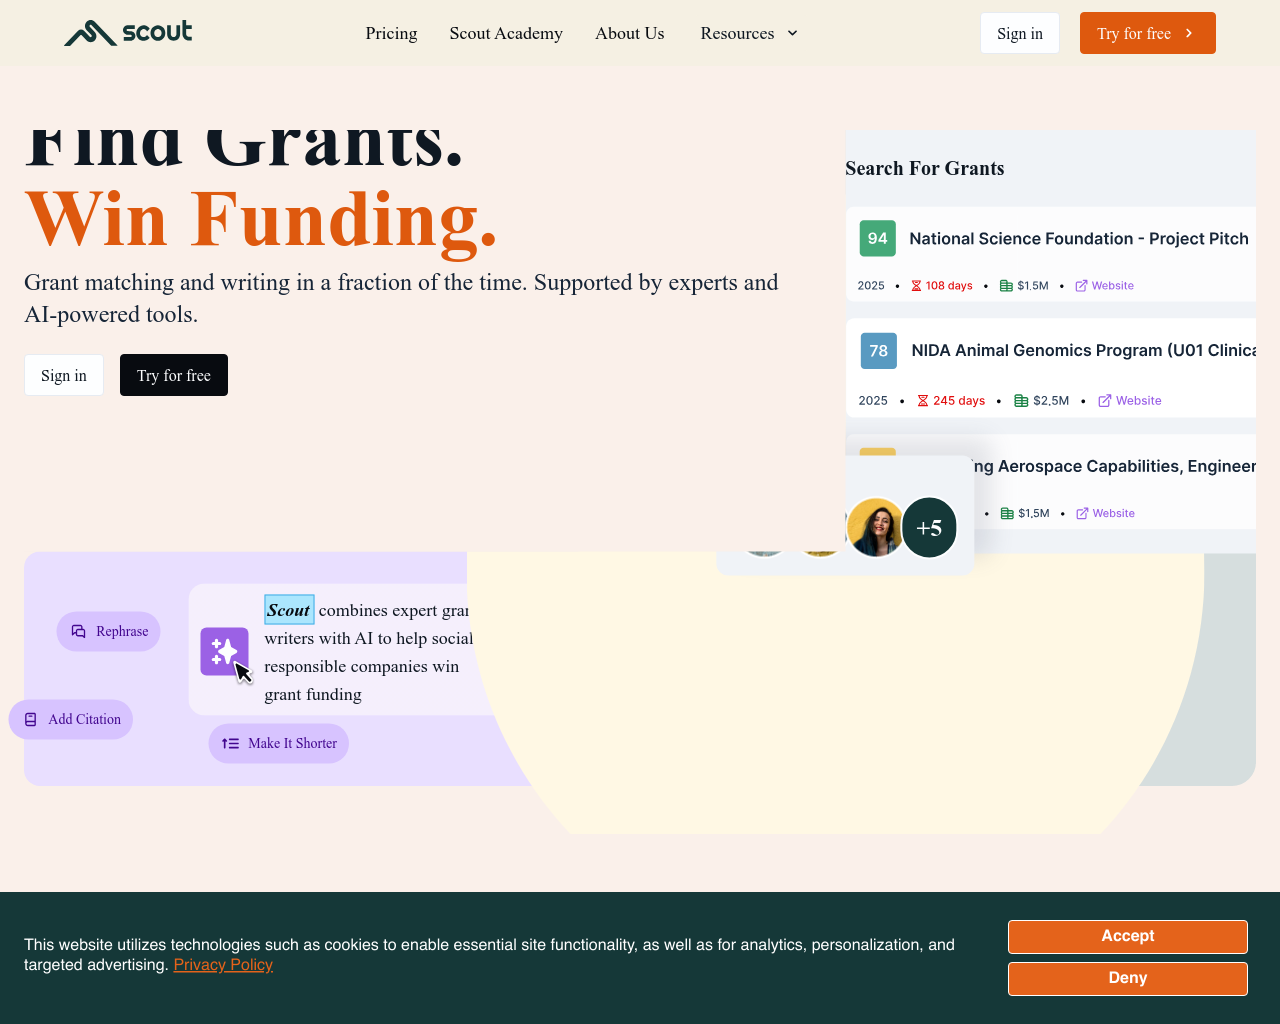 scout
Pricing
Scout Academy
About Us
Resources
Sign in
Try for free
Find Grants.
Win Funding.
Grant matching and writing in a fraction of the time. Supported by experts and
AI-powered tools.
Sign in
Try for free
Search For Grants
94
National Science Foundation - Project Pitch
2025 • 108 days • $1,5M • Website
78
NIDA Animal Genomics Program (U01 Clinica
2025 • 245 days • $2,5M • Website
ng Aerospace Capabilities, Engineer
• $1,5M • Website
+5
Rephrase
Add Citation
Scout combines expert gran
writers with AI to help social
responsible companies win
grant funding
Make It Shorter
This website utilizes technologies such as cookies to enable essential site functionality, as well as for analytics, personalization, and
targeted advertising. Privacy Policy
Accept
Deny